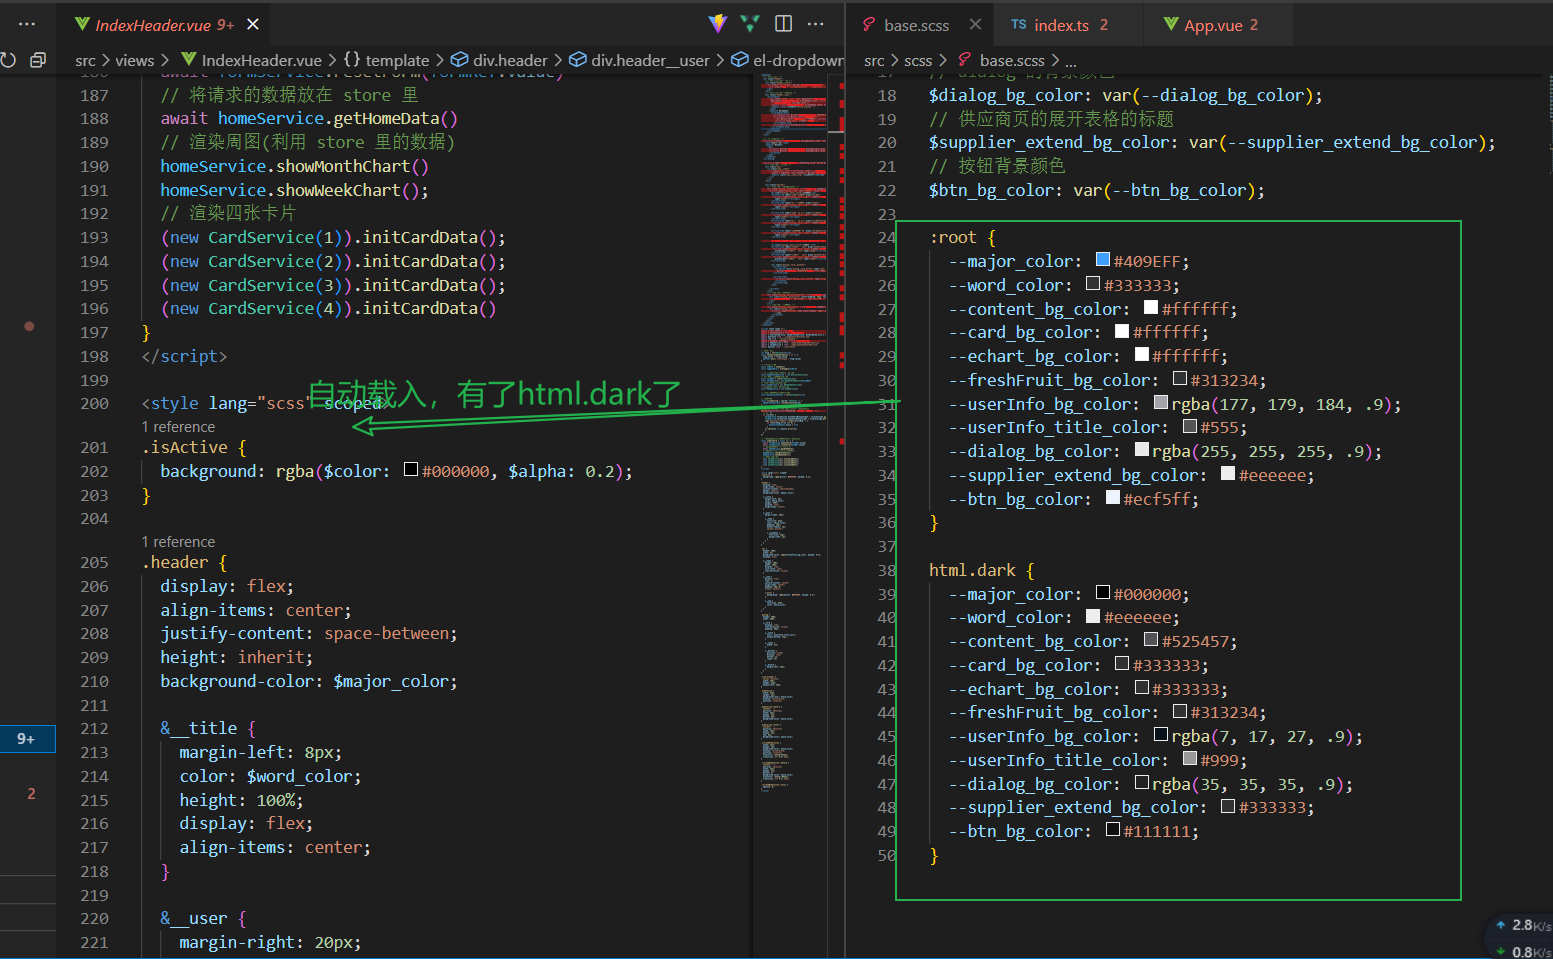 IndexHeader.vue 9+
src > views > IndexHeader.vue > {} template > div.header > div.header__user > el-dropdown
186 await formService.resetForm(formRef.value)
187 // 将请求的数据放在 store 里
188 await homeService.getHomeData()
189 // 渲染周图(利用 store 里的数据)
190 homeService.showMonthChart()
191 homeService.showWeekChart();
192 // 渲染四张卡片
193 (new CardService(1)).initCardData();
194 (new CardService(2)).initCardData();
195 (new CardService(3)).initCardData();
196 (new CardService(4)).initCardData()
197 }
198 </script>
199
自动载入，有了html.dark了
200 <style lang="scss" scoped>
1 reference
201 .isActive {
202 background: rgba($color: #000000, $alpha: 0.2);
203 }
204
1 reference
205 .header {
206 display: flex;
207 align-items: center;
208 justify-content: space-between;
209 height: inherit;
210 background-color: $major_color;
211
212 &__title {
213 margin-left: 8px;
214 color: $word_color;
215 height: 100%;
216 display: flex;
217 align-items: center;
218 }
219
220 &__user {
221 margin-right: 20px;
9+
2
base.scss
TS index.ts 2
App.vue 2
src > scss > base.scss > ...
17 // dialog 的背景颜色
18 $dialog_bg_color: var(--dialog_bg_color);
19 // 供应商页的展开表格的标题
20 $supplier_extend_bg_color: var(--supplier_extend_bg_color);
21 // 按钮背景颜色
22 $btn_bg_color: var(--btn_bg_color);
23
24 :root {
25 --major_color: #409EFF;
26 --word_color: #333333;
27 --content_bg_color: #ffffff;
28 --card_bg_color: #ffffff;
29 --echart_bg_color: #ffffff;
30 --freshFruit_bg_color: #313234;
31 --userInfo_bg_color: rgba(177, 179, 184, .9);
32 --userInfo_title_color: #555;
33 --dialog_bg_color: rgba(255, 255, 255, .9);
34 --supplier_extend_bg_color: #eeeeee;
35 --btn_bg_color: #ecf5ff;
36 }
37
38 html.dark {
39 --major_color: #000000;
40 --word_color: #eeeeee;
41 --content_bg_color: #525457;
42 --card_bg_color: #333333;
43 --echart_bg_color: #333333;
44 --freshFruit_bg_color: #313234;
45 --userInfo_bg_color: rgba(7, 17, 27, .9);
46 --userInfo_title_color: #999;
47 --dialog_bg_color: rgba(35, 35, 35, .9);
48 --supplier_extend_bg_color: #333333;
49 --btn_bg_color: #111111;
50 }
2.8K/s
0.8K/s